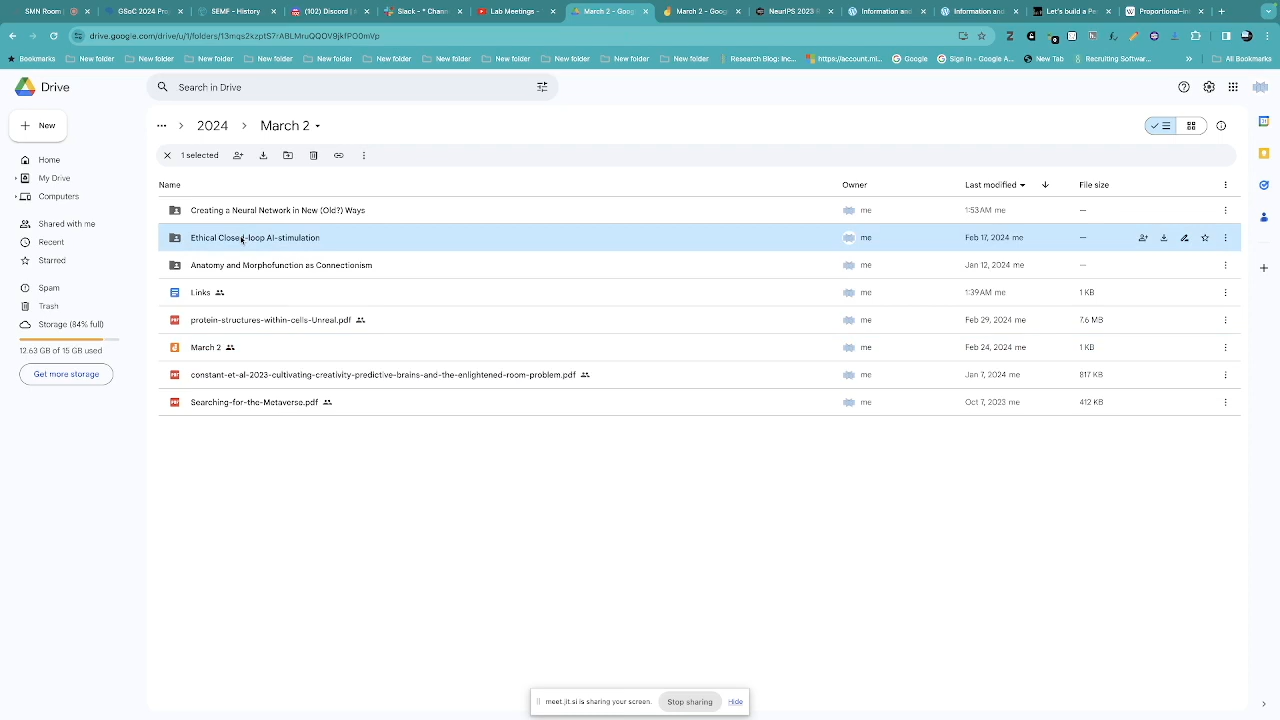 SMN Room
GSoC 2024 Pro
SEMF - History
(102) Discord |
Slack - * Chann
Lab Meetings -
March 2 - Goog
March 2 - Goog
NeurIPS 2023
Information and
Information and
Let's build a
Proportional-in
drive.google.com/drive/u/1/folders/
Bookmarks New folder New folder New folder New folder New folder New folder New folder New folder New folder New folder New folder Research Blog: Inc... https://account.mi... Google Sign in - Google A... New Tab Recruiting Softwar... » All Bookmarks
Drive
Search in Drive
New
... 2024 March 2
1 selected
Home
My Drive
Computers
Shared with me
Recent
Starred
Spam
Trash
Storage (84% full)
12.63 GB of 15 GB used
Get more storage
Name Owner Last modified File size
Creating a Neural Network in New (Old?) Ways me 1:53 AM me —
Ethical Closed-loop AI-stimulation me Feb 17, 2024 me —
Anatomy and Morphofunction as Connectionism me Jan 12, 2024 me —
Links me 1:39 AM me 1 KB
protein-structures-within-cells-Unreal.pdf me Feb 29, 2024 me 7.6 MB
March 2 me Feb 24, 2024 me 1 KB
constant-et-al-2023-cultivating-creativity-predictive-brains-and-the-enlightened-room-problem.pdf me Jan 7, 2024 me 817 KB
Searching-for-the-Metaverse.pdf me Oct 7, 2023 me 412 KB
meet.jit.si is sharing your screen. Stop sharing Hide